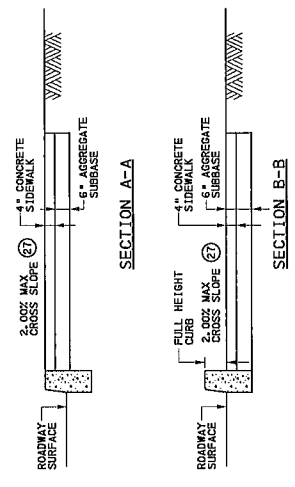 ROADWAY
SURFACE
2.00% MAX
CROSS SLOPE 27
4" CONCRETE
SIDEWALK
6" AGGREGATE
SUBBASE
SECTION A-A
ROADWAY
SURFACE
FULL HEIGHT
CURB
2.00% MAX
CROSS SLOPE 27
4" CONCRETE
SIDEWALK
6" AGGREGATE
SUBBASE
SECTION B-B